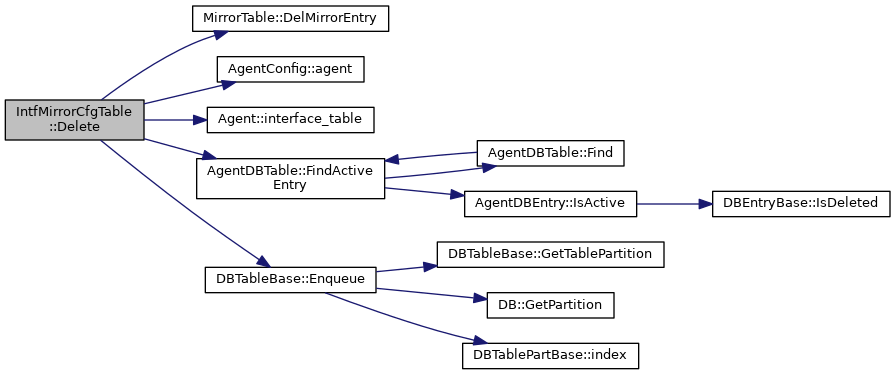 IntfMirrorCfgTable
::Delete
MirrorTable::DelMirrorEntry
AgentConfig::agent
Agent::interface_table
AgentDBTable::FindActive
Entry
AgentDBTable::Find
AgentDBEntry::IsActive
DBEntryBase::IsDeleted
DBTableBase::Enqueue
DBTableBase::GetTablePartition
DB::GetPartition
DBTablePartBase::index